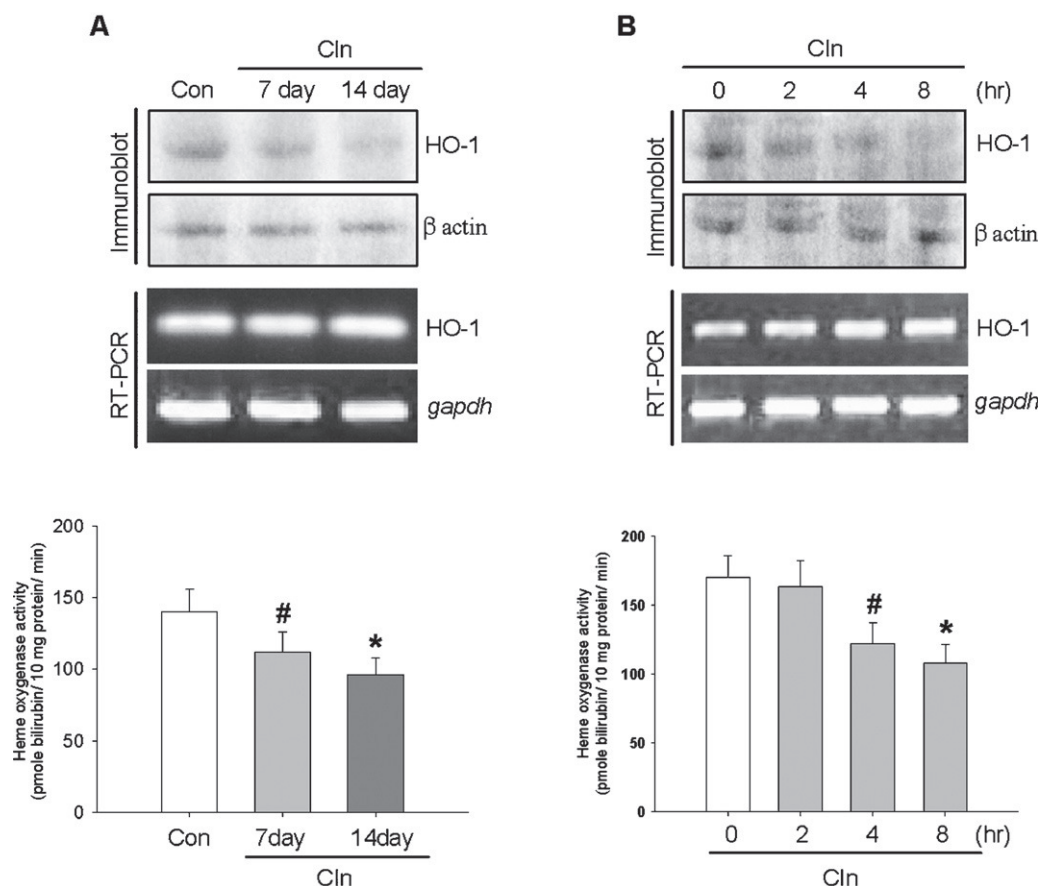 A
Cln
Con 7 day 14 day
Immunoblot
HO-1
β actin
RT-PCR
HO-1
gapdh
Heme oxygenase activity
(pmole bilirubin/ 10 mg protein/ min)
200
150
100
50
0
#
*
Con 7day 14day
Cln
B
Cln
0 2 4 8 (hr)
Immunoblot
HO-1
β actin
RT-PCR
HO-1
gapdh
Heme oxygenase activity
(pmole bilirubin/ 10 mg protein/ min)
200
150
100
50
0
#
*
0 2 4 8 (hr)
Cln